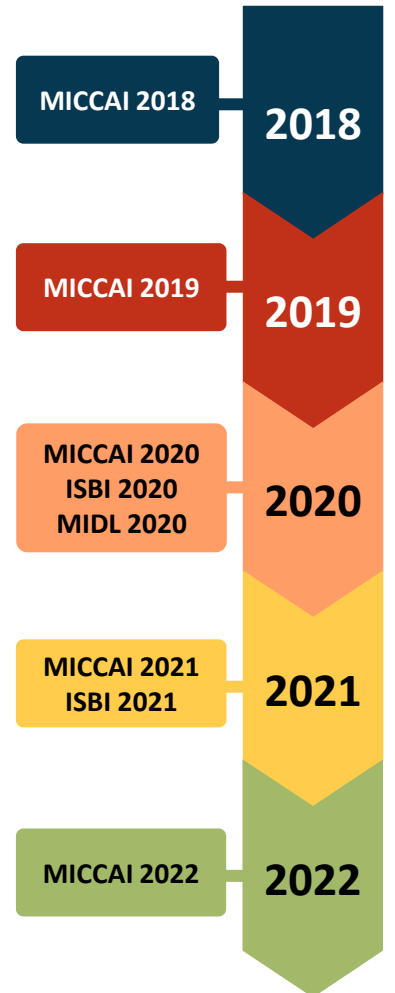 MICCAI 2018
2018
MICCAI 2019
2019
MICCAI 2020
ISBI 2020
MIDL 2020
2020
MICCAI 2021
ISBI 2021
2021
MICCAI 2022
2022